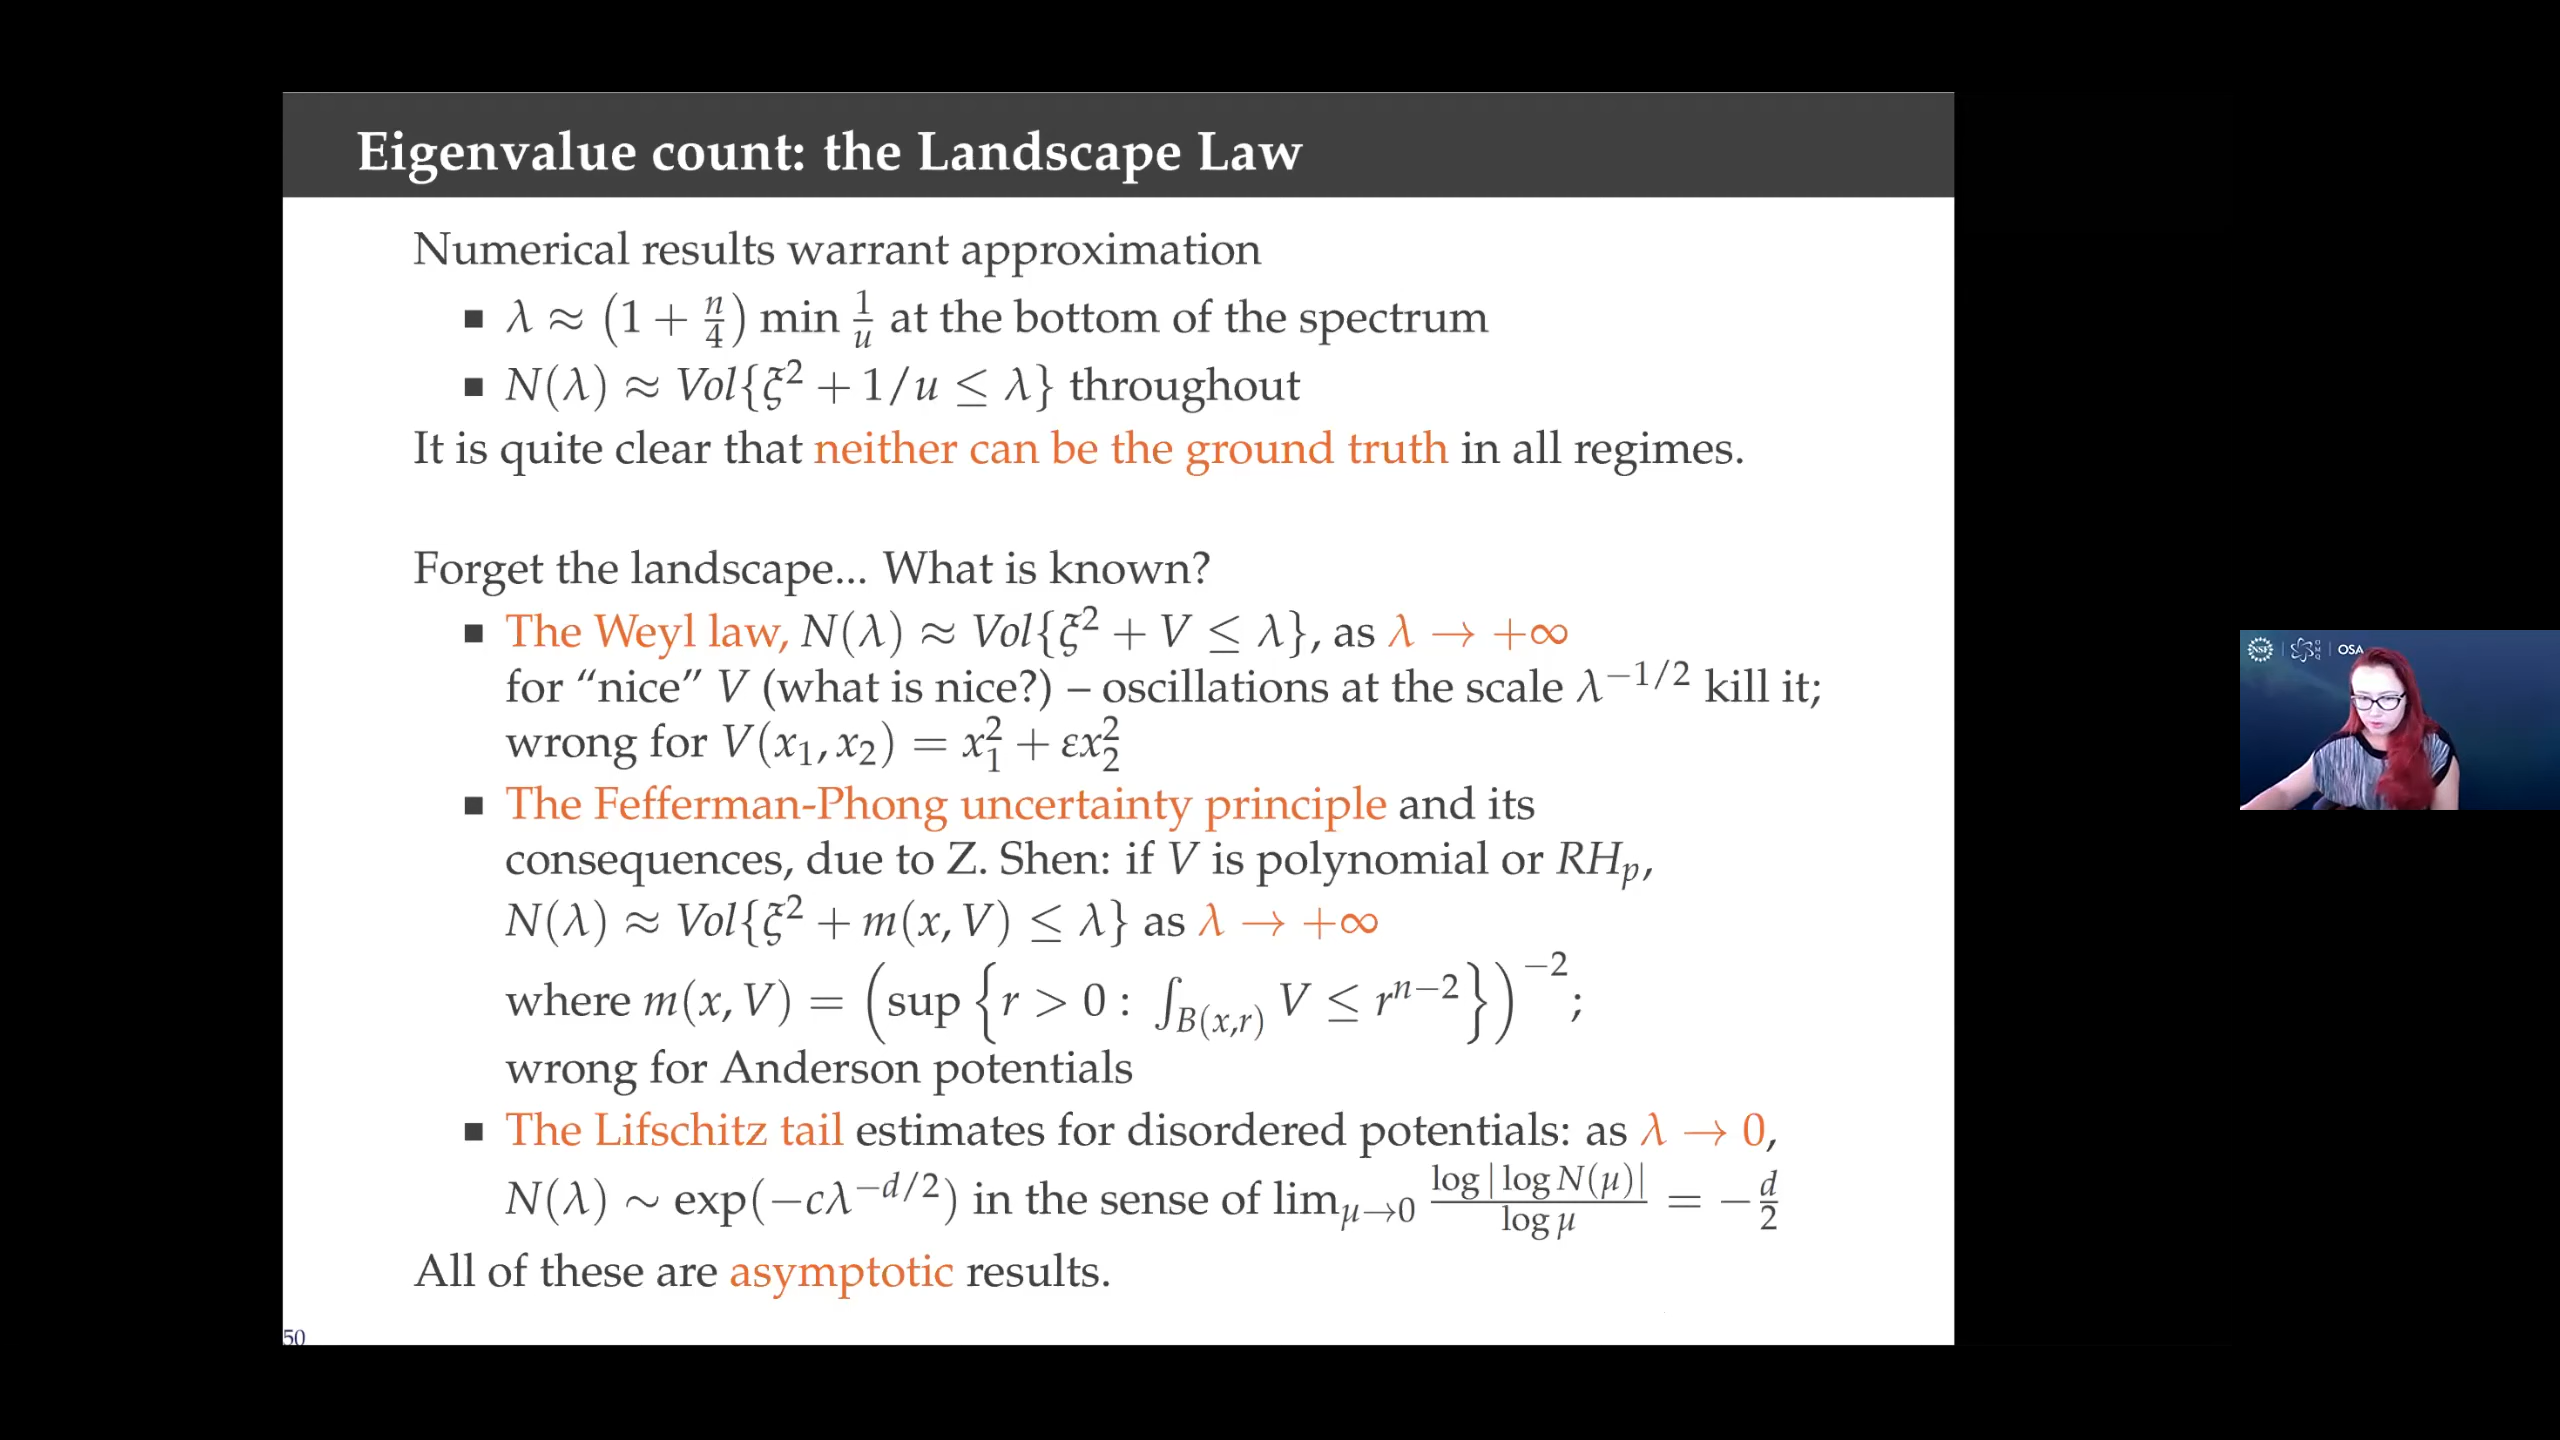 Eigenvalue count: the Landscape Law
Numerical results warrant approximation
■ λ ≈ (1 + n/4) min 1/u at the bottom of the spectrum
■ N(λ) ≈ Vol{ξ² + 1/u ≤ λ} throughout
It is quite clear that neither can be the ground truth in all regimes.
Forget the landscape... What is known?
■ The Weyl law, N(λ) ≈ Vol{ξ² + V ≤ λ}, as λ → +∞
for “nice” V (what is nice?) – oscillations at the scale λ^{−1/2} kill it;
wrong for V(x₁, x₂) = x₁² + εx₂²
■ The Fefferman-Phong uncertainty principle and its
consequences, due to Z. Shen: if V is polynomial or RH_p,
N(λ) ≈ Vol{ξ² + m(x, V) ≤ λ} as λ → +∞
where m(x, V) = (sup {r > 0 : ∫_{B(x,r)} V ≤ r^{n−2}})^{−2};
wrong for Anderson potentials
■ The Lifschitz tail estimates for disordered potentials: as λ → 0,
N(λ) ∼ exp(−cλ^{−d/2}) in the sense of lim_{μ→0} log|log N(μ)|/log μ = −d/2
All of these are asymptotic results.
50
NSF
OSA